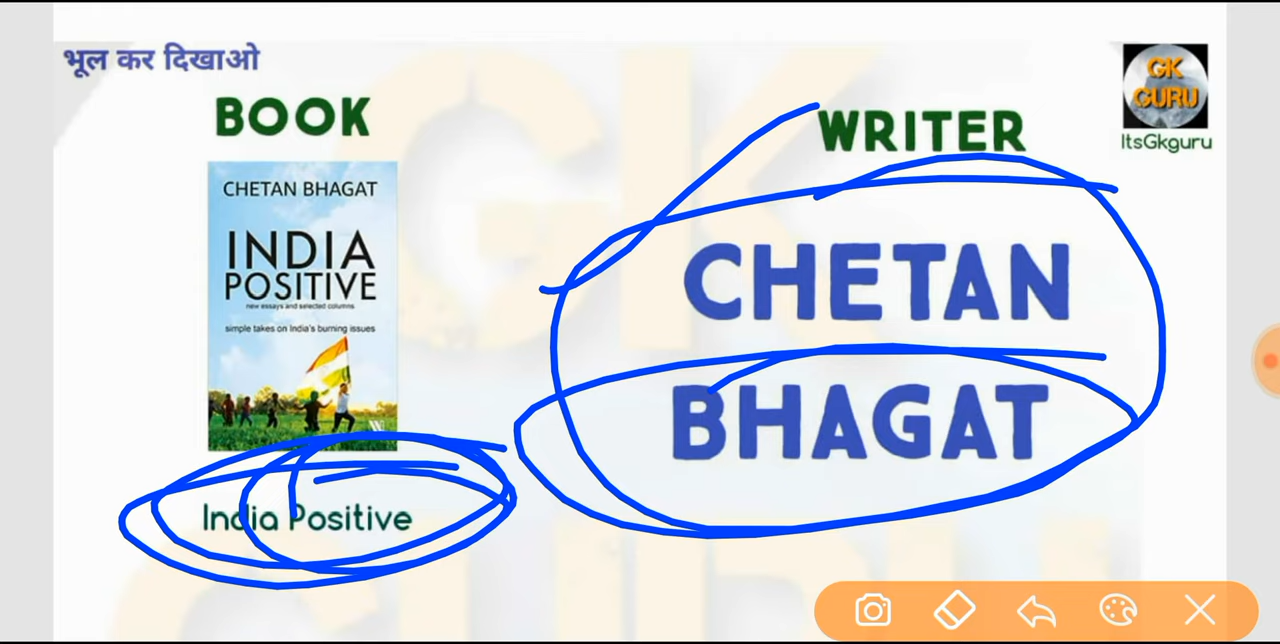 भूल कर दिखाओ
BOOK
CHETAN BHAGAT
INDIA
POSITIVE
new essays and selected columns
simple takes on India's burning issues
India Positive
WRITER
CHETAN
BHAGAT
GK
GURU
ItsGkguru